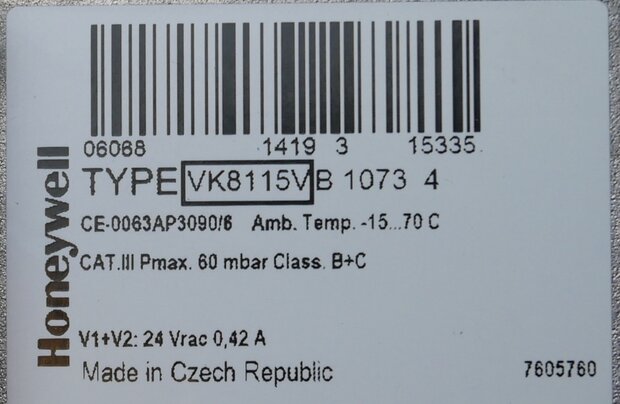 06068 1419 3 15335
TYPE VK8115V B 1073 4
CE-0063AP3090/6 Amb. Temp. -15...70 C
CAT.III Pmax. 60 mbar Class. B+C
V1+V2: 24 Vrac 0,42 A
Made in Czech Republic 7605760
Honeywell